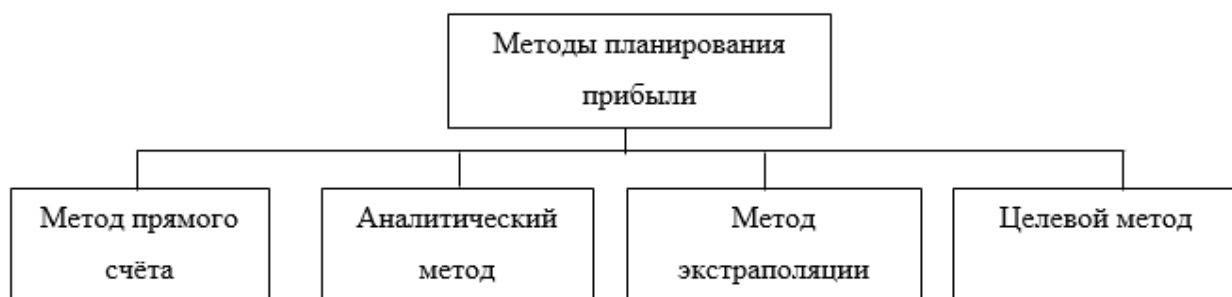 Методы планирования
прибыли
Метод прямого
счёта
Аналитический
метод
Метод
экстраполяции
Целевой метод